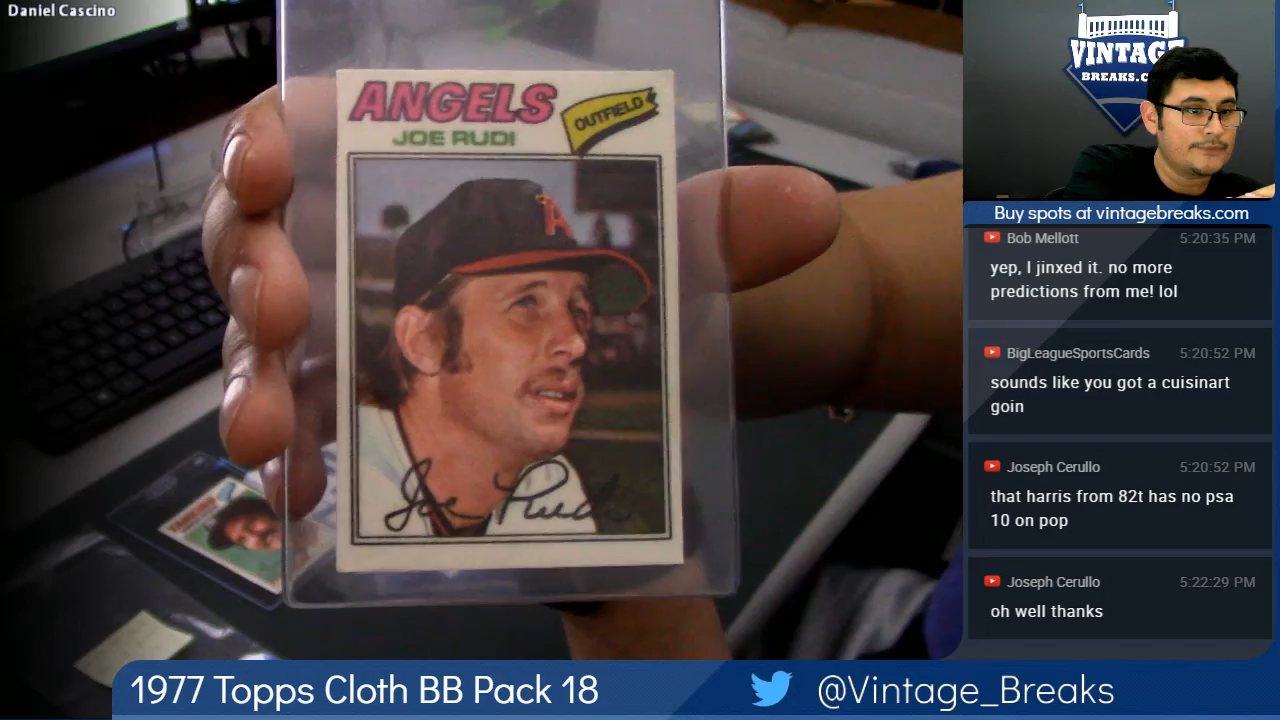 Daniel Cascino
ANGELS
JOE RUDI
OUTFIELD
A
Joe Rudi
VINTAGE
BREAKS.C
Buy spots at vintagebreaks.com
Bob Mellott 5:20:35 PM
yep, I jinxed it. no more
predictions from me! lol
BigLeagueSportsCards 5:20:52 PM
sounds like you got a cuisinart
goin
Joseph Cerullo 5:20:52 PM
that harris from 82t has no psa
10 on pop
Joseph Cerullo 5:22:29 PM
oh well thanks
1977 Topps Cloth BB Pack 18
@Vintage_Breaks